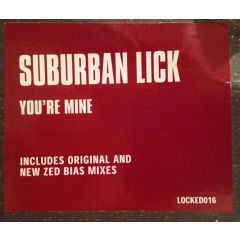 SUBURBAN LICK
YOU'RE MINE
INCLUDES ORIGINAL AND
NEW ZED BIAS MIXES
LOCKED016